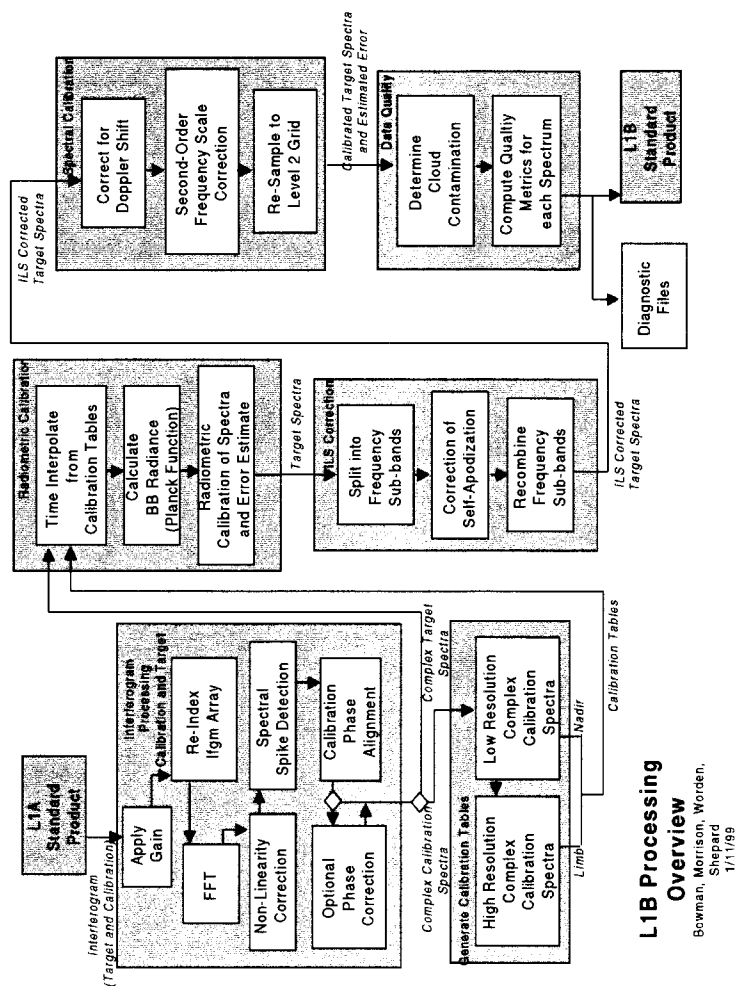 L1A
Standard
Product
Interferogram
(Target and Calibration)
Interferogram
Processing
Calibration and Target
Apply
Gain
Re-Index
Ifgm Array
FFT
Non-Linearity
Correction
Spectral
Spike Detection
Calibration
Phase
Alignment
Optional
Phase
Correction
Complex Calibration
Spectra
Complex Target
Spectra
Generate Calibration Tables
High Resolution
Complex
Calibration
Spectra
Low Resolution
Complex
Calibration
Spectra
Limb
Nadir
Calibration Tables
Radiometric Calibration
Time Interpolate
from
Calibration Tables
Calculate
BB Radiance
(Planck Function)
Radiometric
Calibration of Spectra
and Error Estimate
Target Spectra
ILS Correction
Split into
Frequency
Sub-bands
Correction of
Self-Apodization
Recombine
Frequency
Sub-bands
ILS Corrected
Target Spectra
ILS Corrected
Target Spectra
Spectral Calibration
Correct for
Doppler Shift
Second-Order
Frequency Scale
Correction
Re-Sample to
Level 2 Grid
Calibrated Target Spectra
and Estimated Error
Data Quality
Determine
Cloud
Contamination
Compute Quality
Metrics for
each Spectrum
Diagnostic
Files
L1B
Standard
Product
L1B Processing
Overview
Bowman, Morrison, Worden,
Shepard
1/11/99